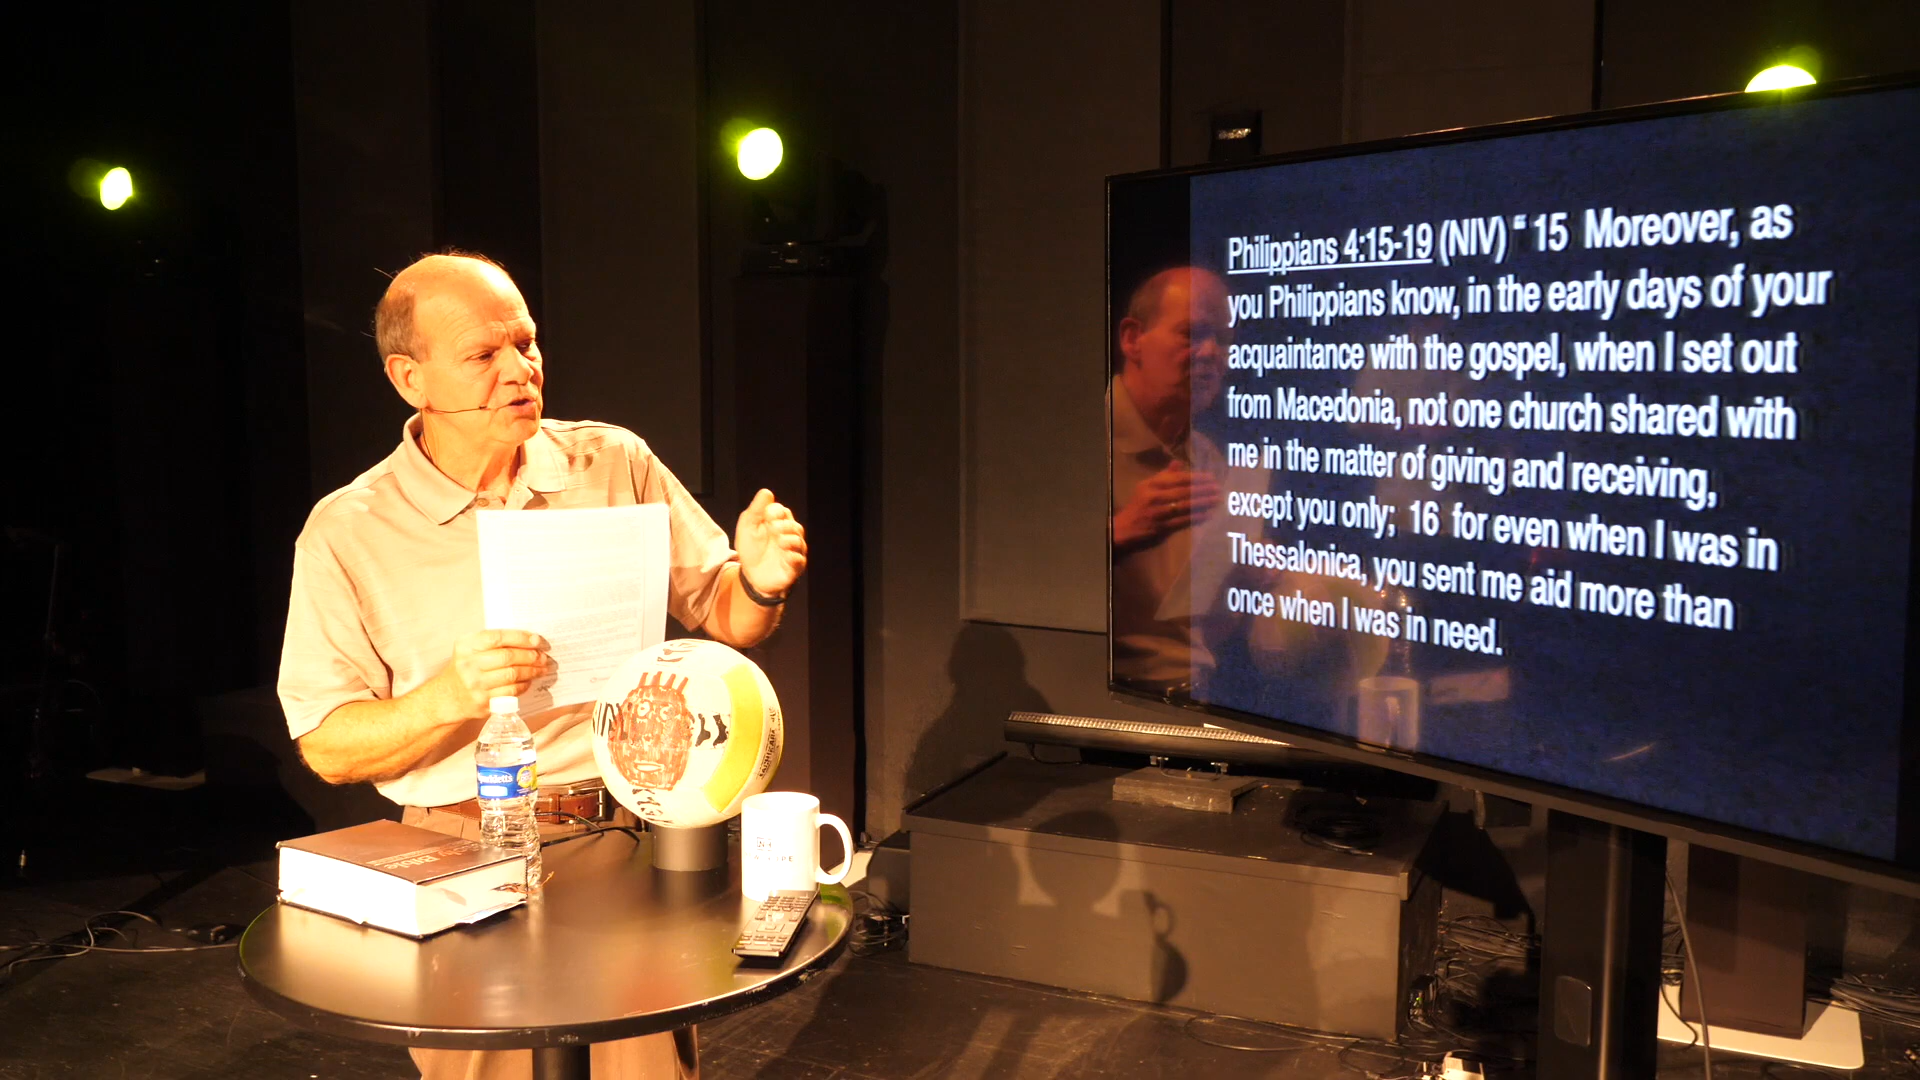 Philippians 4:15-19 (NIV) “ 15 Moreover, as
you Philippians know, in the early days of your
acquaintance with the gospel, when I set out
from Macedonia, not one church shared with
me in the matter of giving and receiving,
except you only; 16 for even when I was in
Thessalonica, you sent me aid more than
once when I was in need.
TACHIKARA
Bible